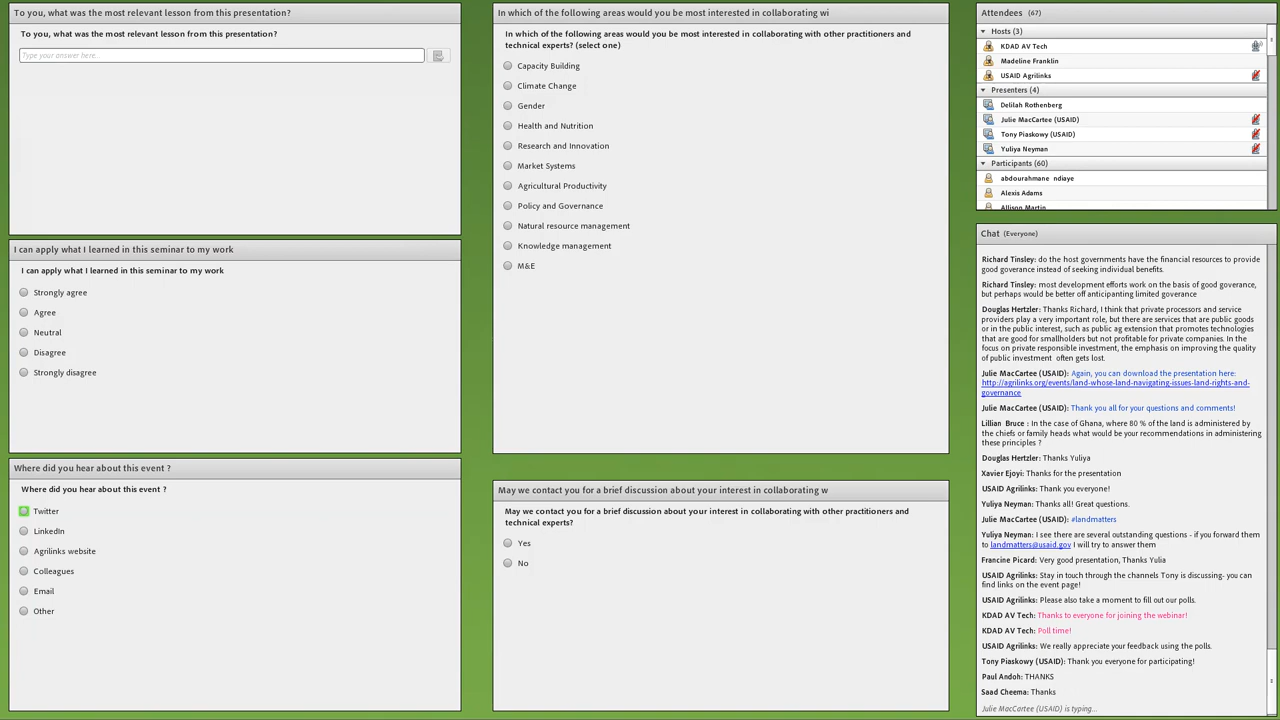 To you, what was the most relevant lesson from this presentation?
To you, what was the most relevant lesson from this presentation?
Type your answer here...
I can apply what I learned in this seminar to my work
I can apply what I learned in this seminar to my work
Strongly agree
Agree
Neutral
Disagree
Strongly disagree
Where did you hear about this event ?
Where did you hear about this event ?
Twitter
LinkedIn
Agrilinks website
Colleagues
Email
Other
In which of the following areas would you be most interested in collaborating wi
In which of the following areas would you be most interested in collaborating with other practitioners and
technical experts? (select one)
Capacity Building
Climate Change
Gender
Health and Nutrition
Research and Innovation
Market Systems
Agricultural Productivity
Policy and Governance
Natural resource management
Knowledge management
M&E
May we contact you for a brief discussion about your interest in collaborating w
May we contact you for a brief discussion about your interest in collaborating with other practitioners and
technical experts?
Yes
No
Attendees (67)
Hosts (3)
KDAD AV Tech
Madeline Franklin
USAID Agrilinks
Presenters (4)
Delilah Rothenberg
Julie MacCartee (USAID)
Tony Piaskowy (USAID)
Yuliya Neyman
Participants (60)
abdourahmane ndiaye
Alexis Adams
Allison Martin
Chat (Everyone)
Richard Tinsley: do the host governments have the financial resources to provide
good goverance instead of seeking individual benefits.
Richard Tinsley: most development efforts work on the basis of good goverance,
but perhaps would be better off anticipanting limited goverance
Douglas Hertzler: Thanks Richard, I think that private processors and service
providers play a very important role, but there are services that are public goods
or in the public interest, such as public ag extension that promotes technologies
that are good for smallholders but not profitable for private companies. In the
focus on private responsible investment, the emphasis on improving the quality
of public investment often gets lost.
Julie MacCartee (USAID): Again, you can download the presentation here:
http://agrilinks.org/events/land-whose-land-navigating-issues-land-rights-and-
governance
Julie MacCartee (USAID): Thank you all for your questions and comments!
Lillian Bruce : In the case of Ghana, where 80 % of the land is administered by
the chiefs or family heads what would be your recommendations in administering
these principles ?
Douglas Hertzler: Thanks Yuliya
Xavier Ejoyi: Thanks for the presentation
USAID Agrilinks: Thank you everyone!
Yuliya Neyman: Thanks all! Great questions.
Julie MacCartee (USAID): #landmatters
Yuliya Neyman: I see there are several outstanding questions - if you forward them
to landmatters@usaid.gov I will try to answer them
Francine Picard: Very good presentation, Thanks Yulia
USAID Agrilinks: Stay in touch through the channels Tony is discussing- you can
find links on the event page!
USAID Agrilinks: Please also take a moment to fill out our polls.
KDAD AV Tech: Thanks to everyone for joining the webinar!
KDAD AV Tech: Poll time!
USAID Agrilinks: We really appreciate your feedback using the polls.
Tony Piaskowy (USAID): Thank you everyone for participating!
Paul Andoh: THANKS
Saad Cheema: Thanks
Julie MacCartee (USAID) is typing...